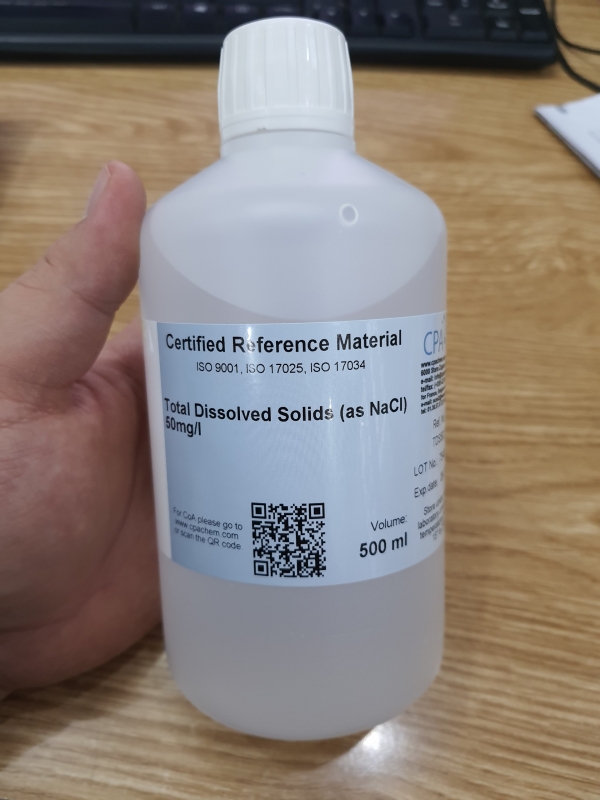 Certified Reference Material
ISO 9001, ISO 17025, ISO 17034
Total Dissolved Solids (as NaCl)
50mg/l
For CoA please go to
www.cpachem.com
or scan the QR code
Volume:
500 ml
CPA
LOT No.
Exp.date